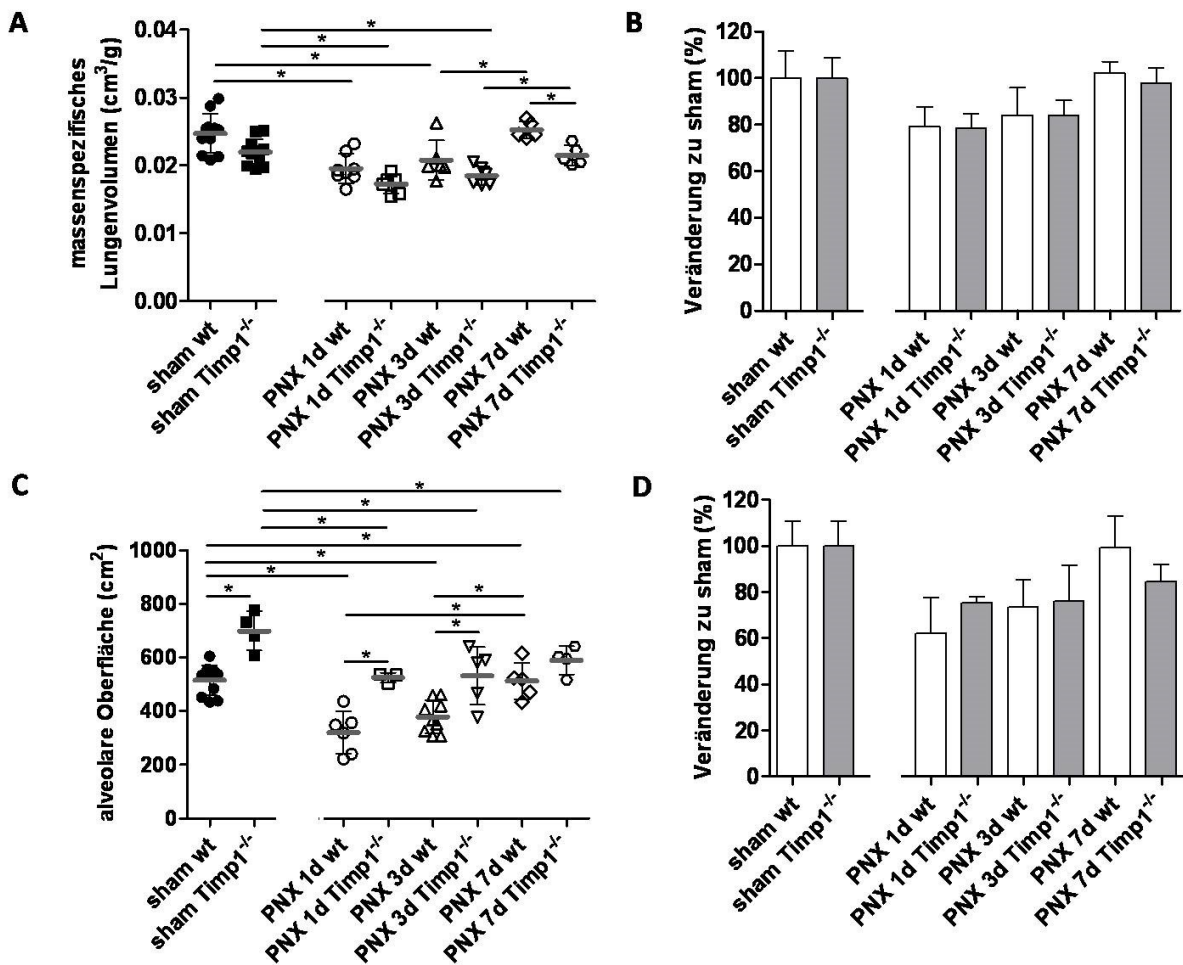 A
massenspezifisches
Lungenvolumen (cm³/g)
0.04
0.03
0.02
0.01
0.00
* * * * * * *
sham wt
sham Timp1⁻/⁻
PNX 1d wt
PNX 1d Timp1⁻/⁻
PNX 3d wt
PNX 3d Timp1⁻/⁻
PNX 7d wt
PNX 7d Timp1⁻/⁻
B
Veränderung zu sham (%)
120
100
80
60
40
20
0
sham wt
sham Timp1⁻/⁻
PNX 1d wt
PNX 1d Timp1⁻/⁻
PNX 3d wt
PNX 3d Timp1⁻/⁻
PNX 7d wt
PNX 7d Timp1⁻/⁻
C
alveolare Oberfläche (cm²)
1000
800
600
400
200
0
* * * * * * * * * * *
sham wt
sham Timp1⁻/⁻
PNX 1d wt
PNX 1d Timp1⁻/⁻
PNX 3d wt
PNX 3d Timp1⁻/⁻
PNX 7d wt
PNX 7d Timp1⁻/⁻
D
Veränderung zu sham (%)
120
100
80
60
40
20
0
sham wt
sham Timp1⁻/⁻
PNX 1d wt
PNX 1d Timp1⁻/⁻
PNX 3d wt
PNX 3d Timp1⁻/⁻
PNX 7d wt
PNX 7d Timp1⁻/⁻